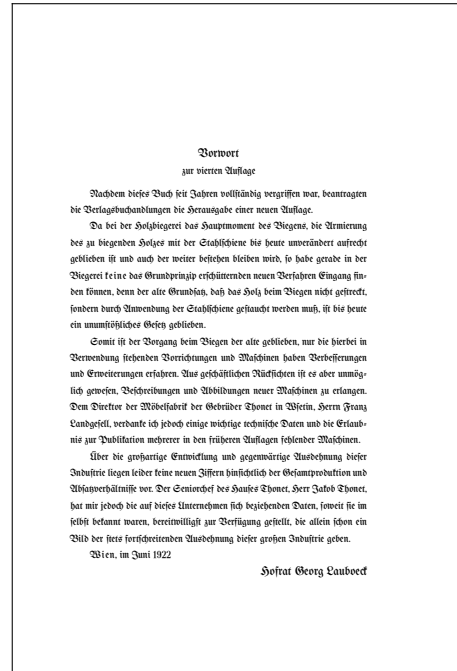 Vorwort
zur vierten Auflage
Nachdem dieses Buch seit Jahren vollständig vergriffen war, beantragten
die Verlagsbuchhandlungen die Herausgabe einer neuen Auflage.
Da bei der Holzbiegerei das Hauptmoment des Biegens, die Armierung
des zu biegenden Holzes mit der Stahlschiene bis heute unverändert aufrecht
geblieben ist und auch der weiter bestehen bleiben wird, so habe gerade in der
Biegerei keine das Grundprinzip erschütternden neuen Verfahren Eingang fin-
den können, denn der alte Grundsatz, daß das Holz beim Biegen nicht gestreckt,
sondern durch Anwendung der Stahlschiene gestaucht werden muß, ist bis heute
ein unumstößliches Gesetz geblieben.
Somit ist der Vorgang beim Biegen der alte geblieben, nur die hierbei in
Verwendung stehenden Vorrichtungen und Maschinen haben Verbesserungen
und Erweiterungen erfahren. Aus geschäftlichen Rücksichten ist es aber unmög-
lich gewesen, Beschreibungen und Abbildungen neuer Maschinen zu erlangen.
Dem Direktor der Möbelfabrik der Gebrüder Thonet in Wsetin, Herrn Franz
Landgesell, verdanke ich jedoch einige wichtige technische Daten und die Erlaub-
nis zur Publikation mehrerer in den früheren Auflagen fehlender Maschinen.
Über die großartige Entwicklung und gegenwärtige Ausdehnung dieser
Industrie liegen leider keine neuen Ziffern hinsichtlich der Gesamtproduktion und
Absatzverhältnisse vor. Der Seniorchef des Hauses Thonet, Herr Jakob Thonet,
hat mir jedoch die auf dieses Unternehmen sich beziehenden Daten, soweit sie im
selbst bekannt waren, bereitwilligst zur Verfügung gestellt, die allein schon ein
Bild der stets fortschreitenden Ausdehnung dieser großen Industrie geben.
Wien, im Juni 1922
Hofrat Georg Lauboeck